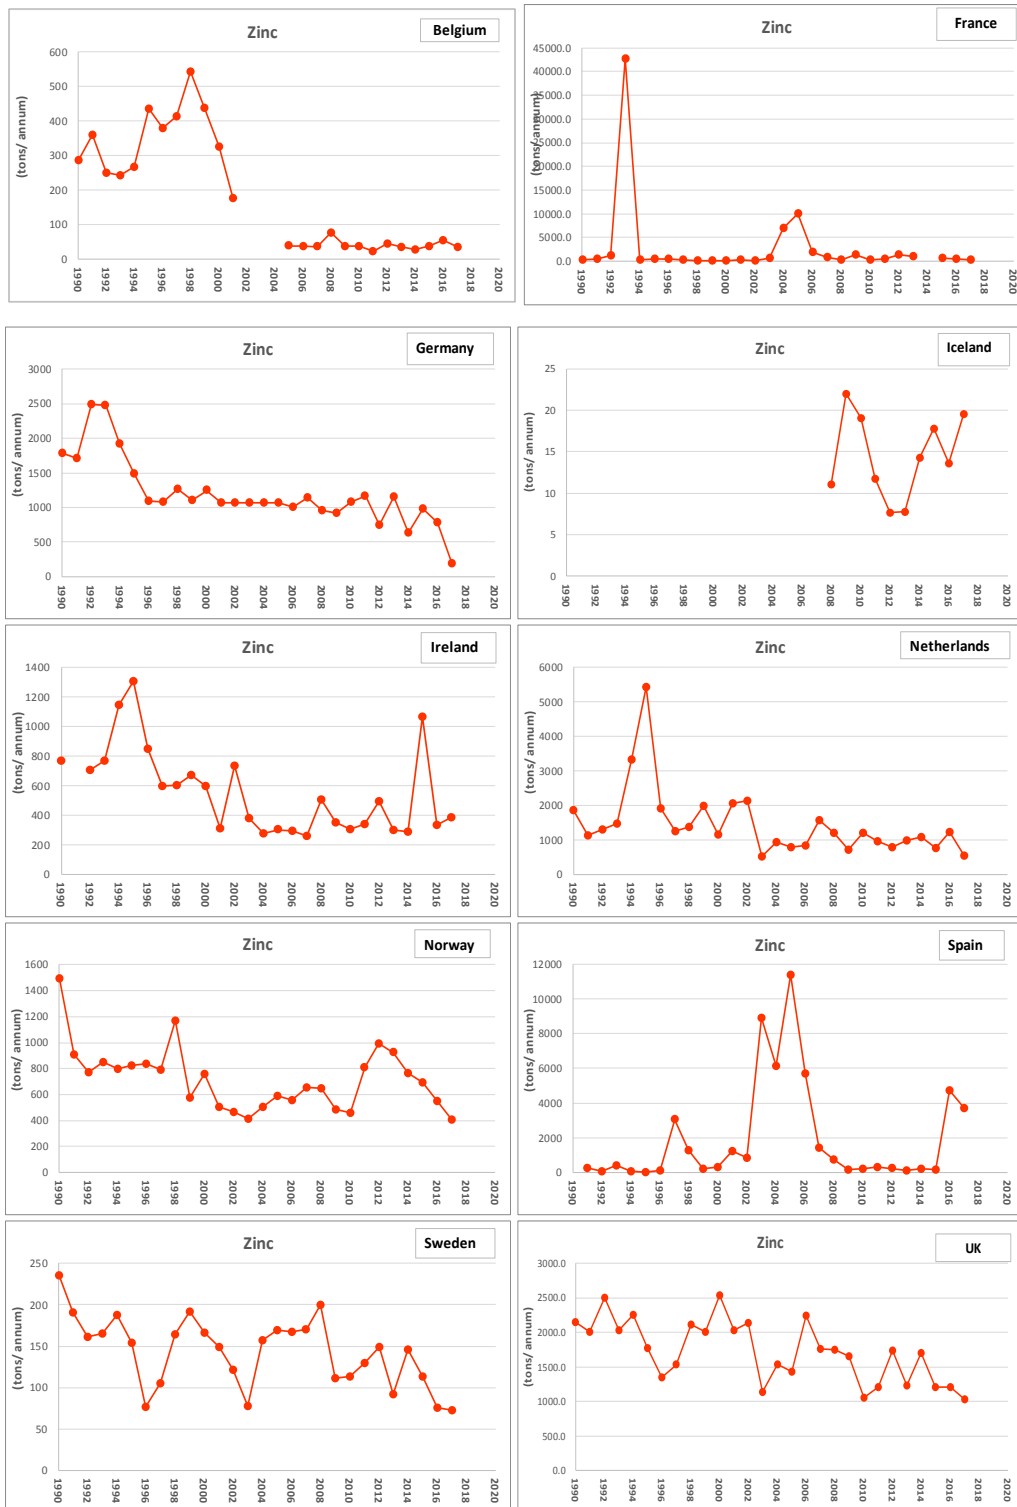 Zinc
Belgium
(tons/ annum)
600
500
400
300
200
100
0
1990 1992 1994 1996 1998 2000 2002 2004 2006 2008 2010 2012 2014 2016 2018 2020
Zinc
France
(tons/ annum)
45000.0
40000.0
35000.0
30000.0
25000.0
20000.0
15000.0
10000.0
5000.0
0.0
1990 1992 1994 1996 1998 2000 2002 2004 2006 2008 2010 2012 2014 2016 2018 2020
Zinc
Germany
(tons/ annum)
3000
2500
2000
1500
1000
500
0
1990 1992 1994 1996 1998 2000 2002 2004 2006 2008 2010 2012 2014 2016 2018 2020
Zinc
Iceland
(tons/ annum)
25
20
15
10
5
0
1990 1992 1994 1996 1998 2000 2002 2004 2006 2008 2010 2012 2014 2016 2018 2020
Zinc
Ireland
(tons/ annum)
1400
1200
1000
800
600
400
200
0
1990 1992 1994 1996 1998 2000 2002 2004 2006 2008 2010 2012 2014 2016 2018 2020
Zinc
Netherlands
(tons/ annum)
6000
5000
4000
3000
2000
1000
0
1990 1992 1994 1996 1998 2000 2002 2004 2006 2008 2010 2012 2014 2016 2018 2020
Zinc
Norway
(tons/ annum)
1600
1400
1200
1000
800
600
400
200
0
1990 1992 1994 1996 1998 2000 2002 2004 2006 2008 2010 2012 2014 2016 2018 2020
Zinc
Spain
(tons/ annum)
12000
10000
8000
6000
4000
2000
0
1990 1992 1994 1996 1998 2000 2002 2004 2006 2008 2010 2012 2014 2016 2018 2020
Zinc
Sweden
(tons/ annum)
250
200
150
100
50
0
1990 1992 1994 1996 1998 2000 2002 2004 2006 2008 2010 2012 2014 2016 2018 2020
Zinc
UK
(tons/ annum)
3000.0
2500.0
2000.0
1500.0
1000.0
500.0
0.0
1990 1992 1994 1996 1998 2000 2002 2004 2006 2008 2010 2012 2014 2016 2018 2020